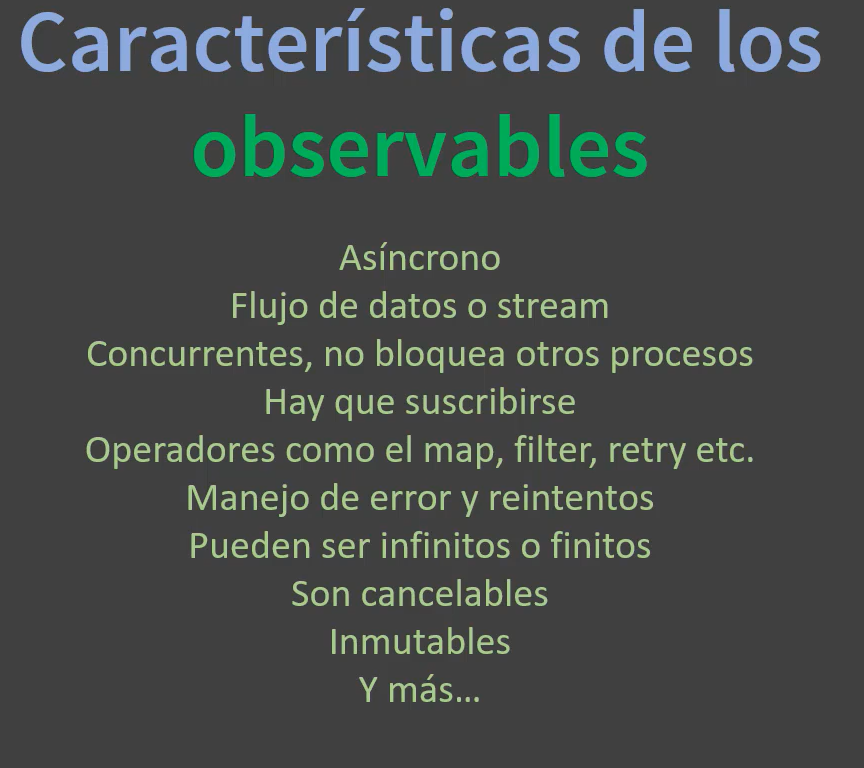 Características de los
observables
Asíncrono
Flujo de datos o stream
Concurrentes, no bloquea otros procesos
Hay que suscribirse
Operadores como el map, filter, retry etc.
Manejo de error y reintentos
Pueden ser infinitos o finitos
Son cancelables
Inmutables
Y más...